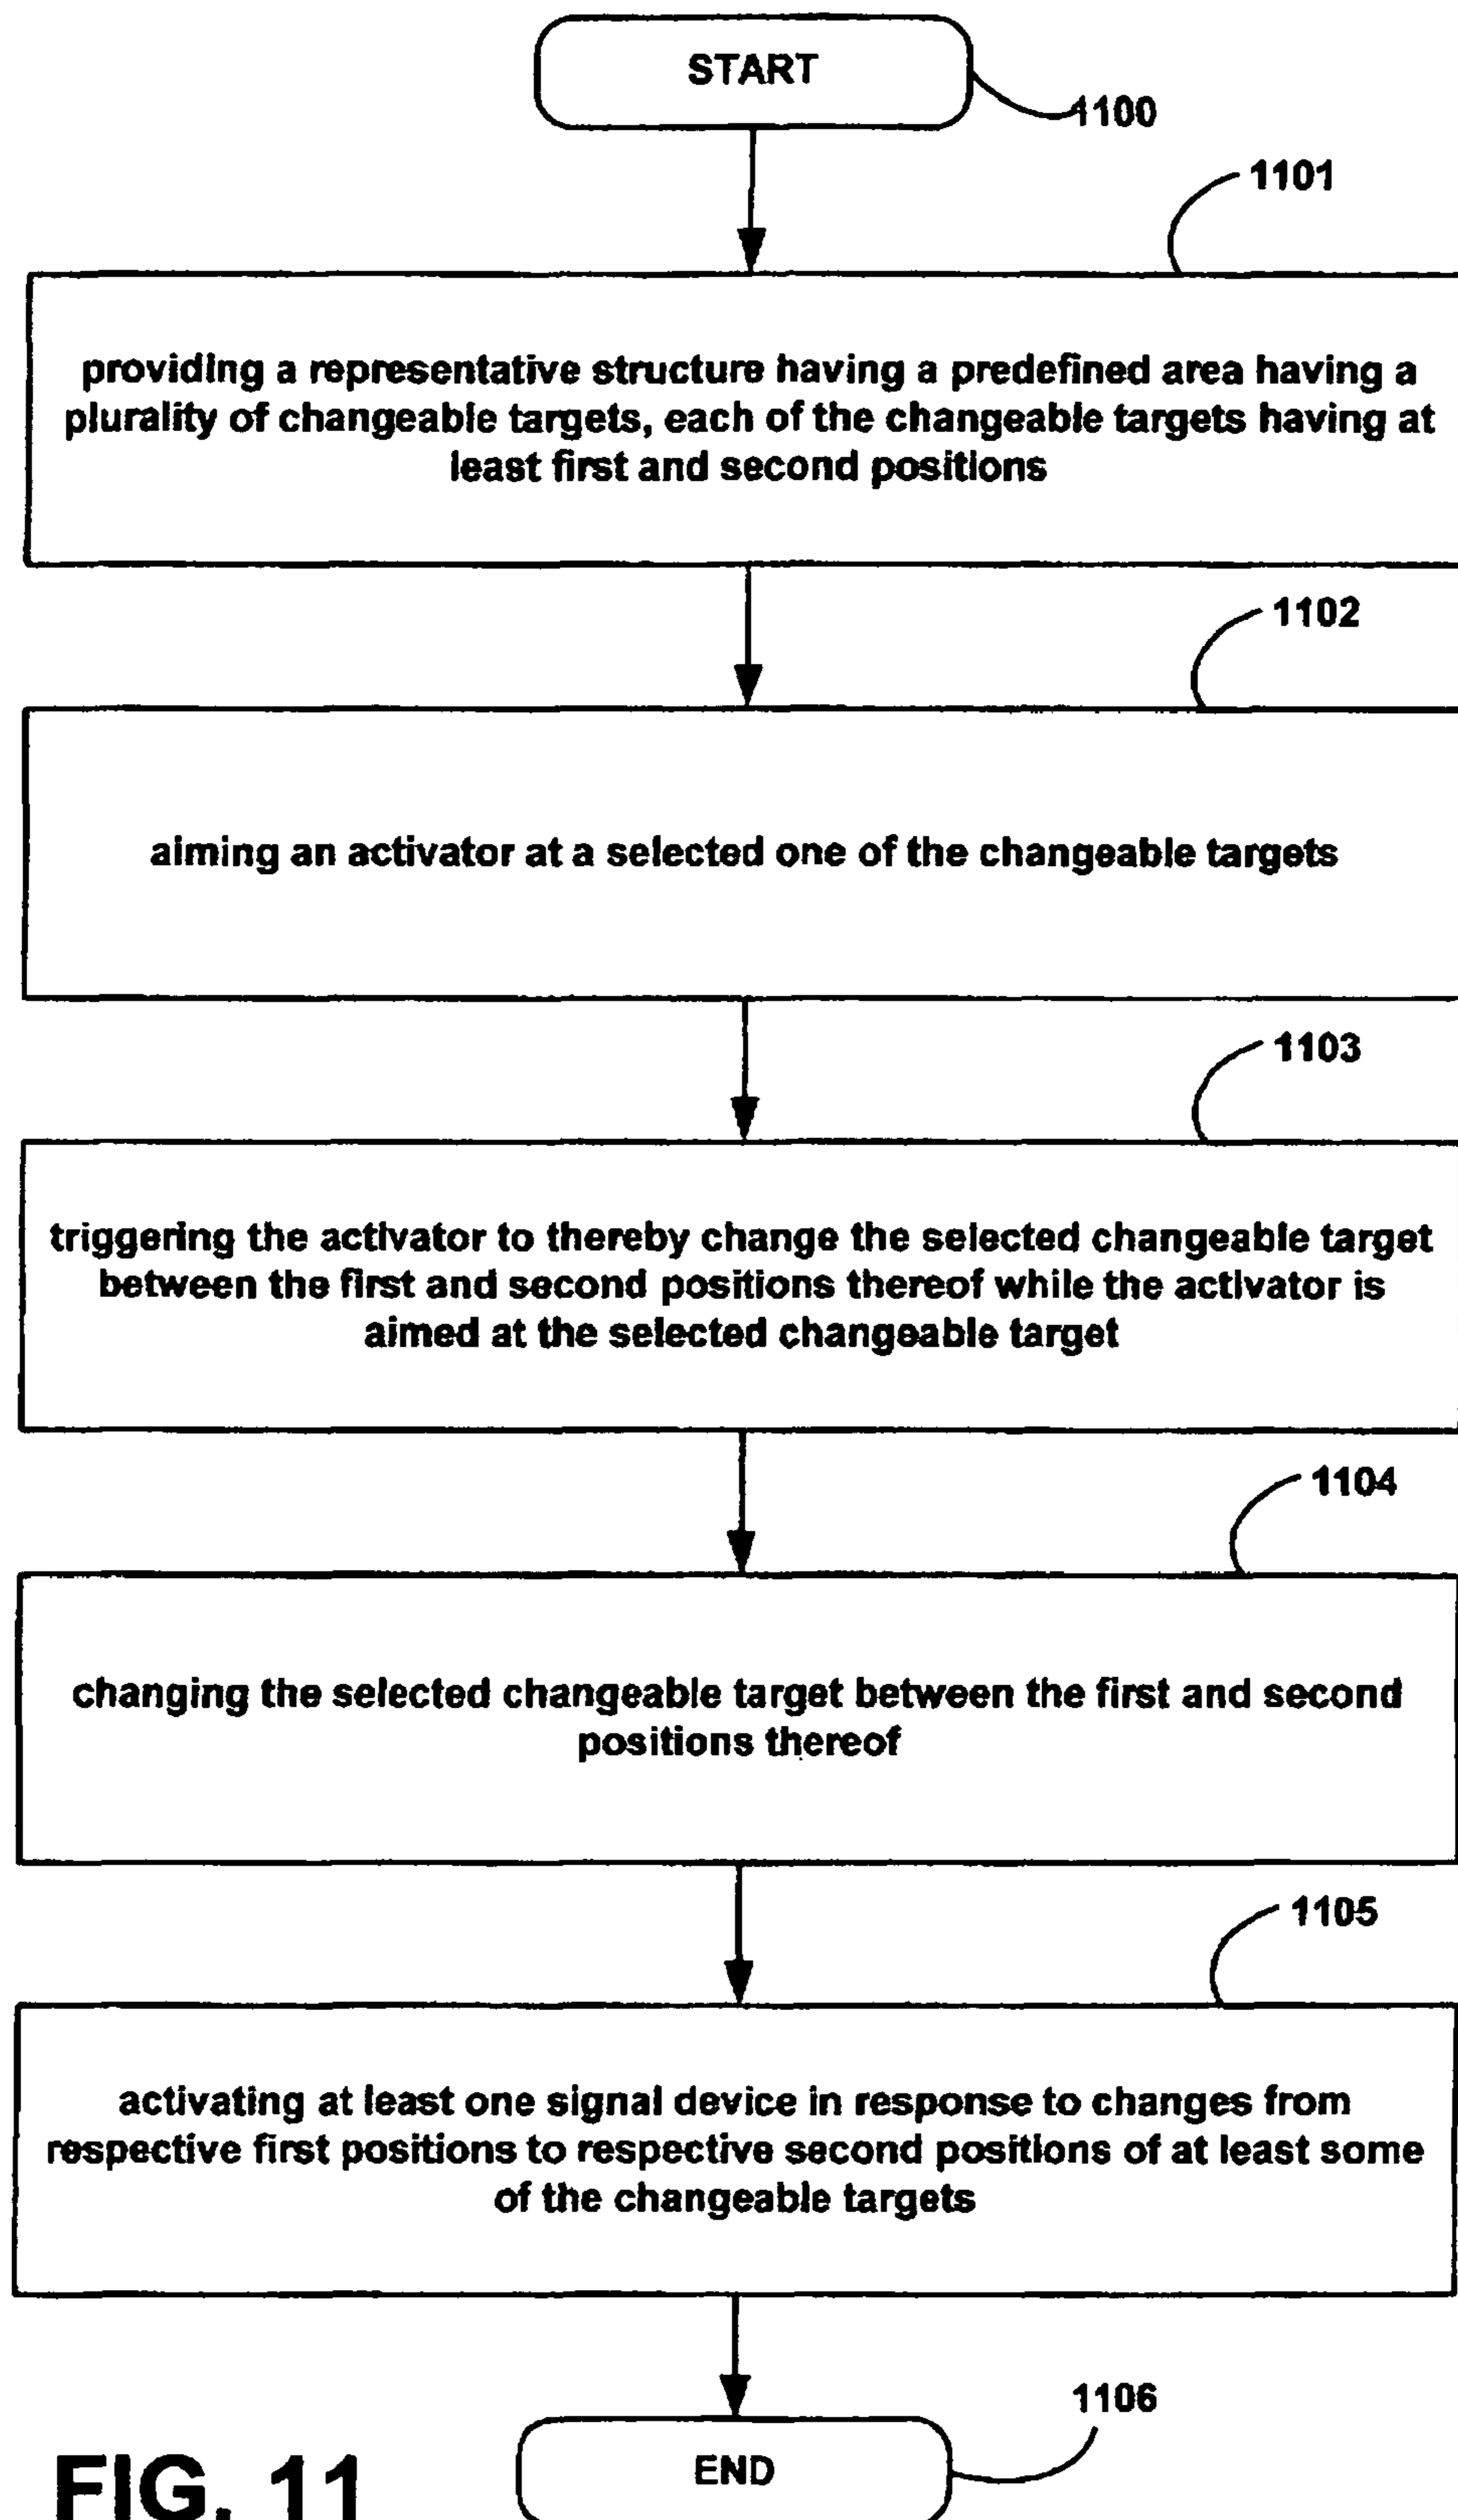 START
1100
1101
providing a representative structure having a predefined area having a
plurality of changeable targets, each of the changeable targets having at
least first and second positions
1102
aiming an activator at a selected one of the changeable targets
1103
triggering the activator to thereby change the selected changeable target
between the first and second positions thereof while the activator is
aimed at the selected changeable target
1104
changing the selected changeable target between the first and second
positions thereof
1105
activating at least one signal device in response to changes from
respective first positions to respective second positions of at least some
of the changeable targets
1106
END
FIG. 11